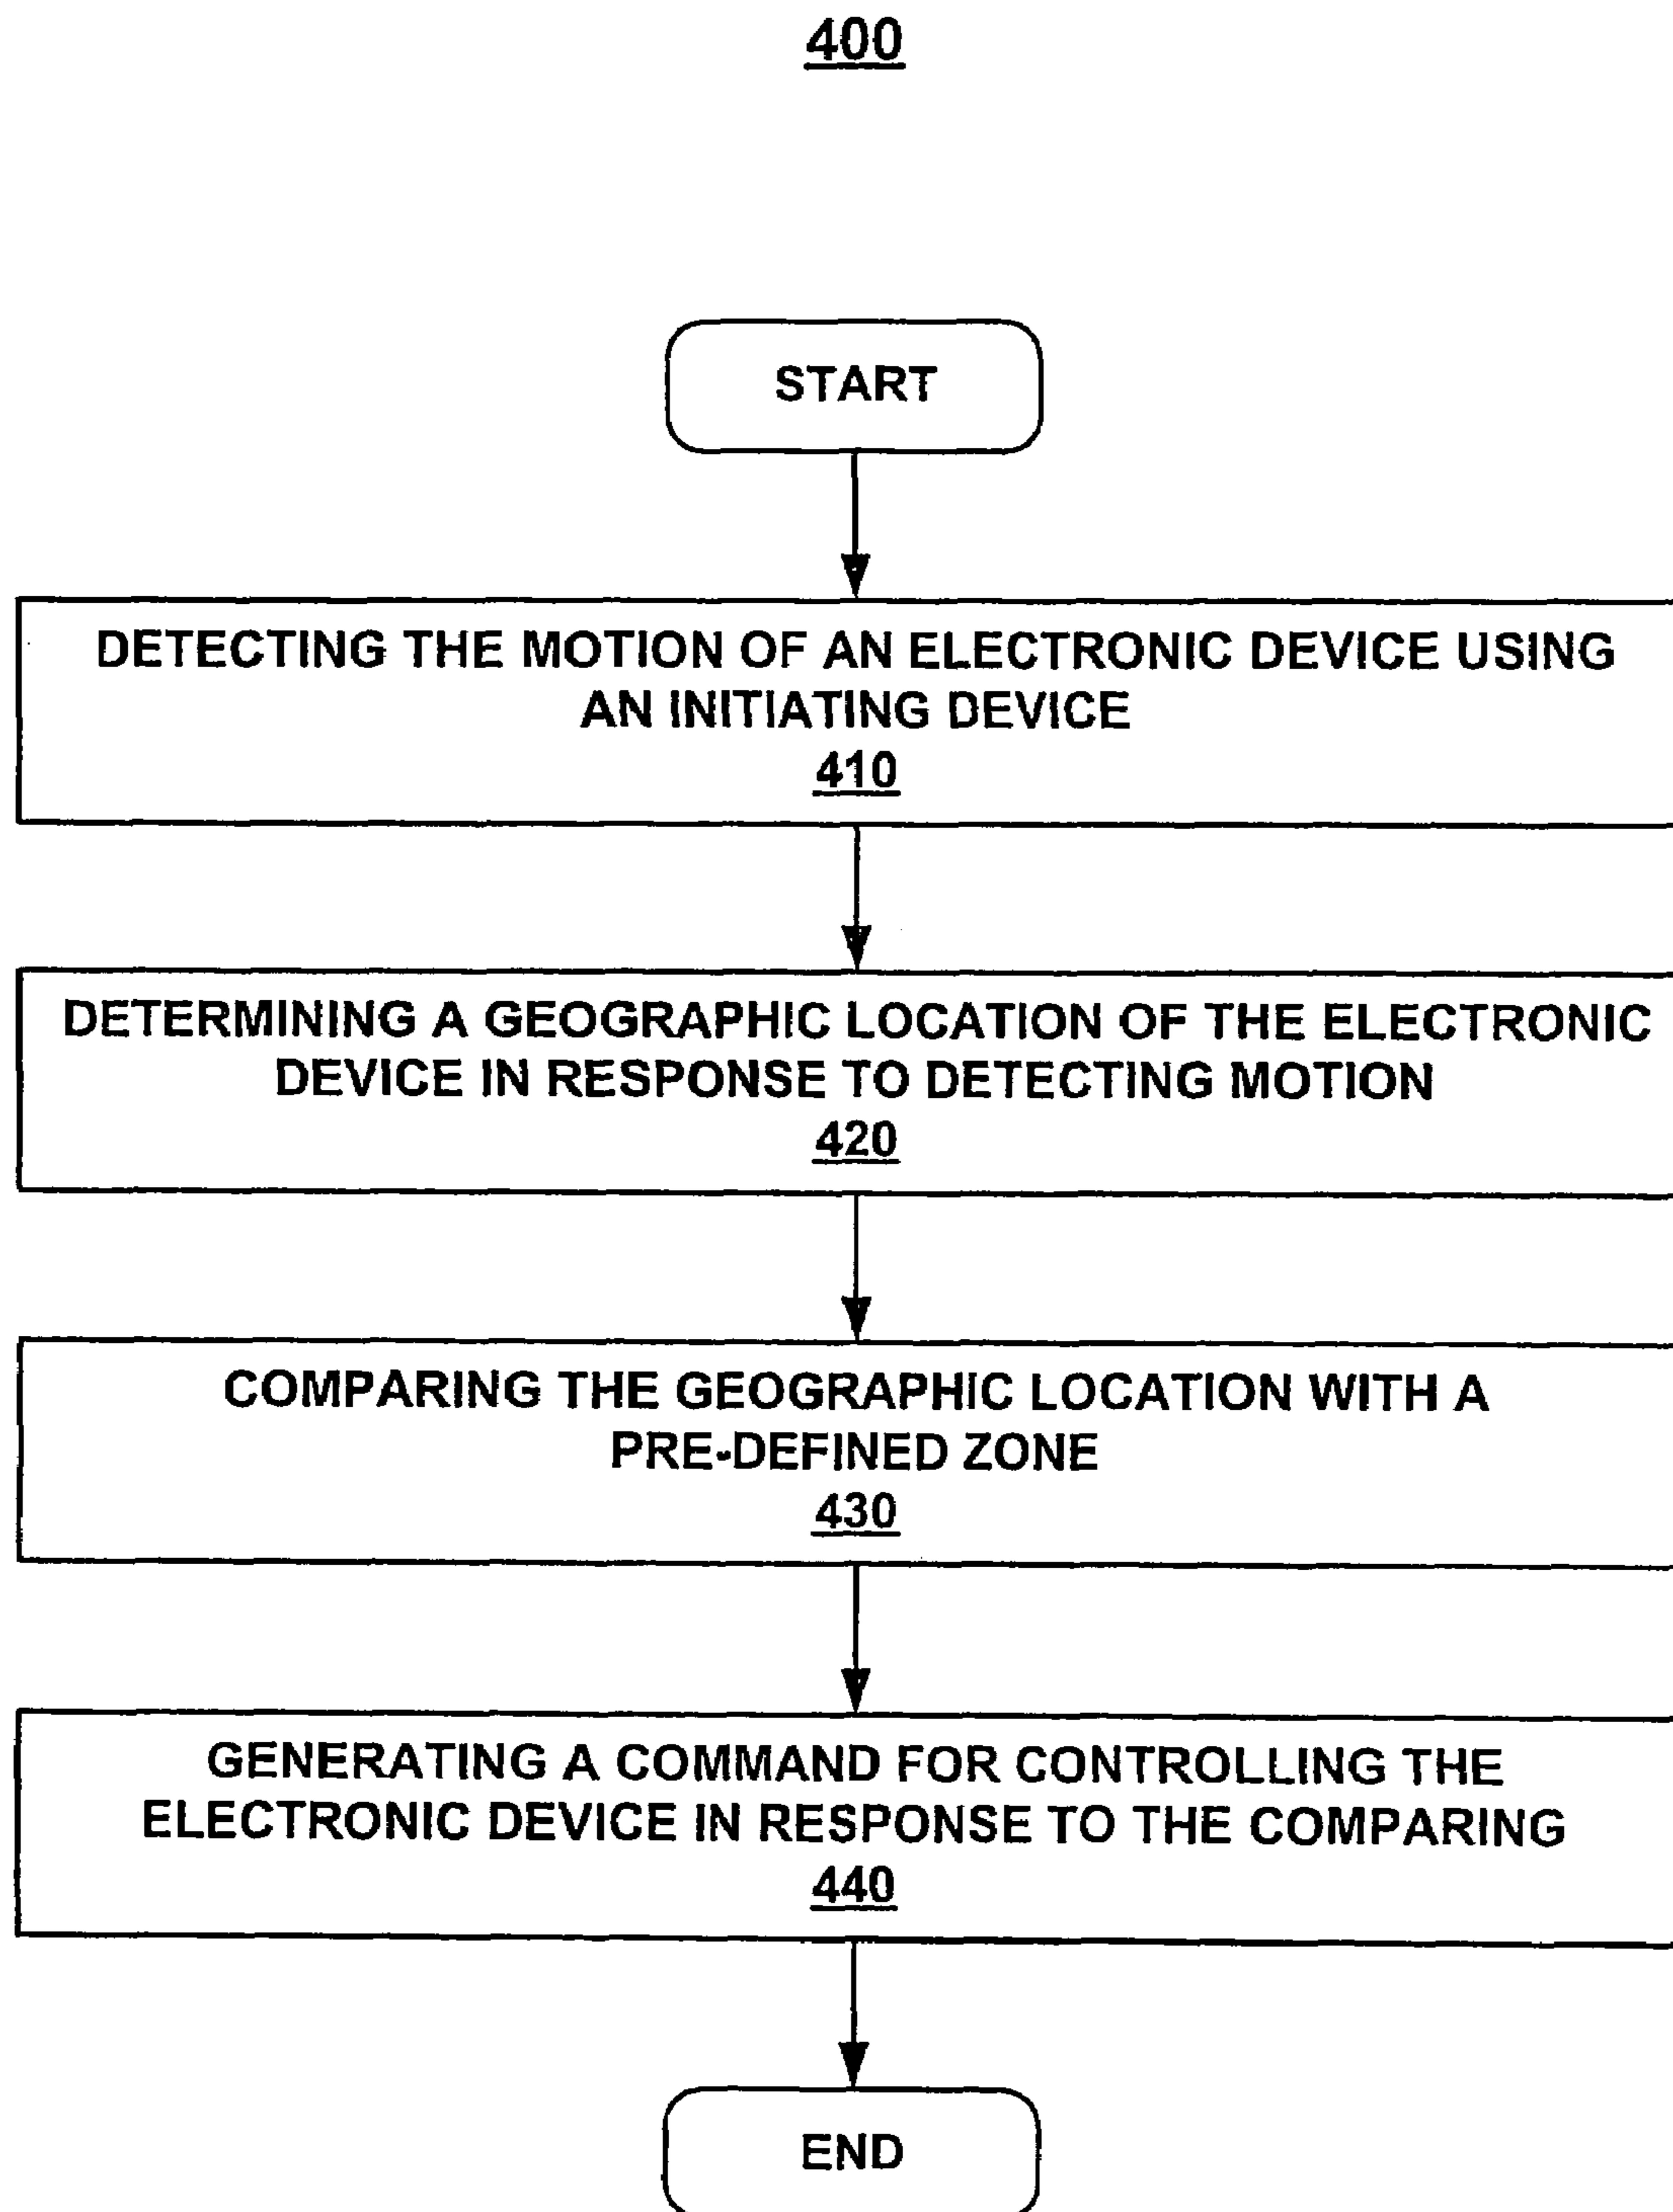 400
START
DETECTING THE MOTION OF AN ELECTRONIC DEVICE USING
AN INITIATING DEVICE
410
DETERMINING A GEOGRAPHIC LOCATION OF THE ELECTRONIC
DEVICE IN RESPONSE TO DETECTING MOTION
420
COMPARING THE GEOGRAPHIC LOCATION WITH A
PRE-DEFINED ZONE
430
GENERATING A COMMAND FOR CONTROLLING THE
ELECTRONIC DEVICE IN RESPONSE TO THE COMPARING
440
END